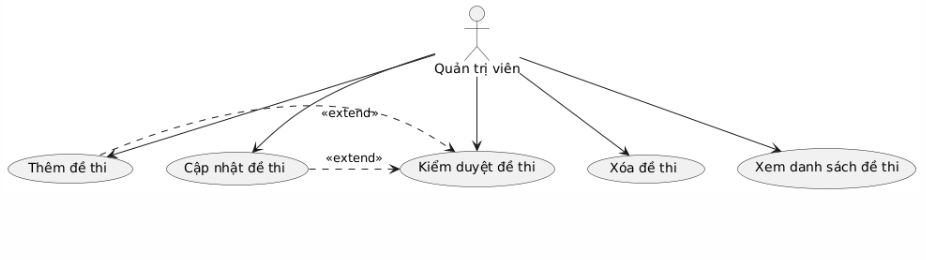 Quản trị viên
«extend»
«extend»
Thêm đề thi
Cập nhật đề thi
Kiểm duyệt đề thi
Xóa đề thi
Xem danh sách đề thi